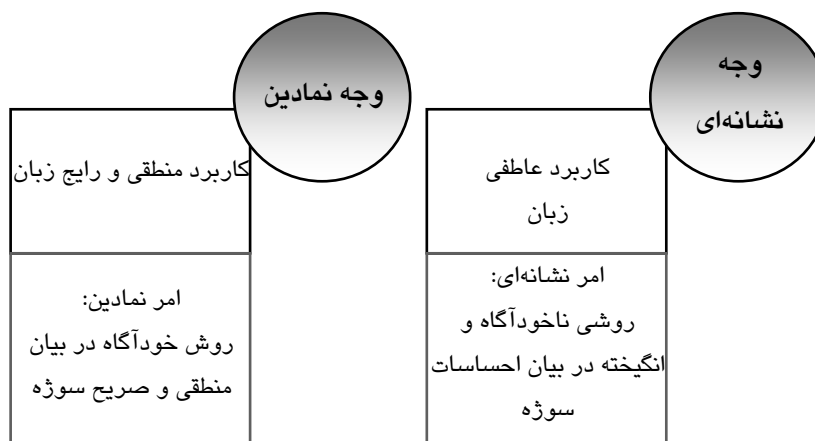 وجه
نشانه‌ای
کاربرد عاطفی
زبان
امر نشانه‌ای:
روشی ناخودآگاه و
انگیخته در بیان احساسات
سوژه
وجه نمادین
کاربرد منطقی و رایج زبان
امر نمادین:
روش خودآگاه در بیان
منطقی و صریح سوژه